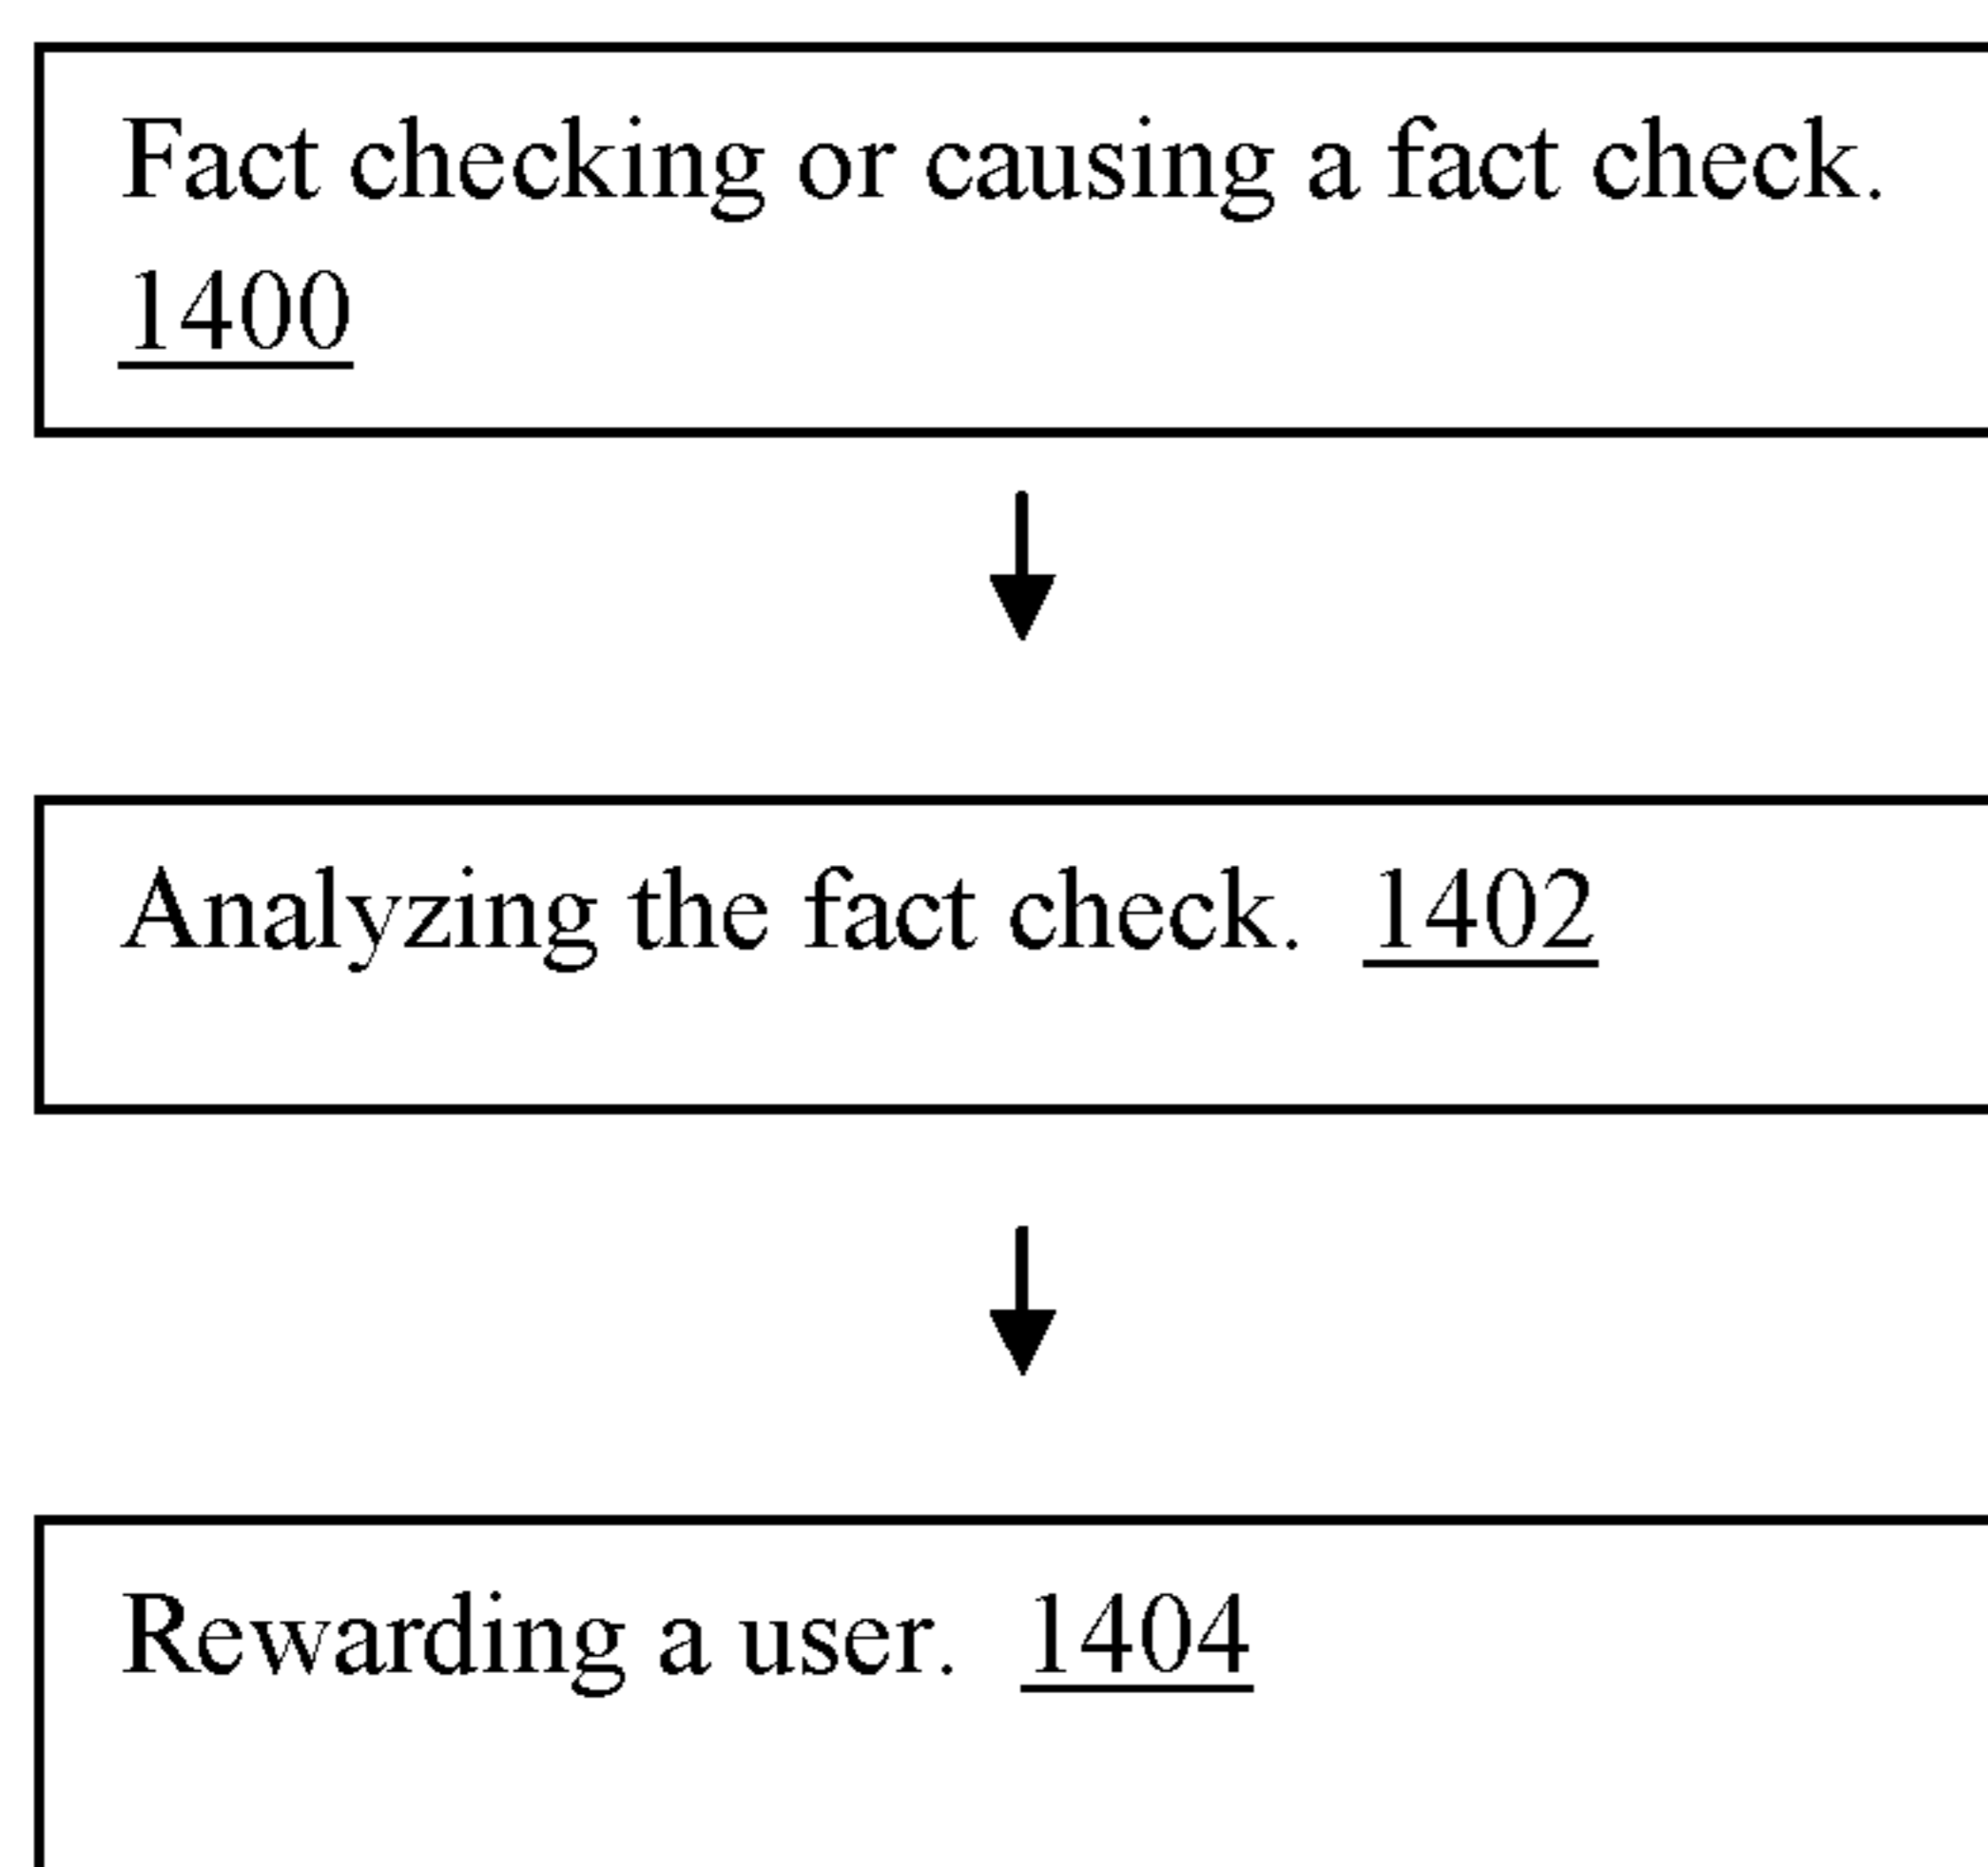 Fact checking or causing a fact check.
1400
Analyzing the fact check. 1402
Rewarding a user. 1404